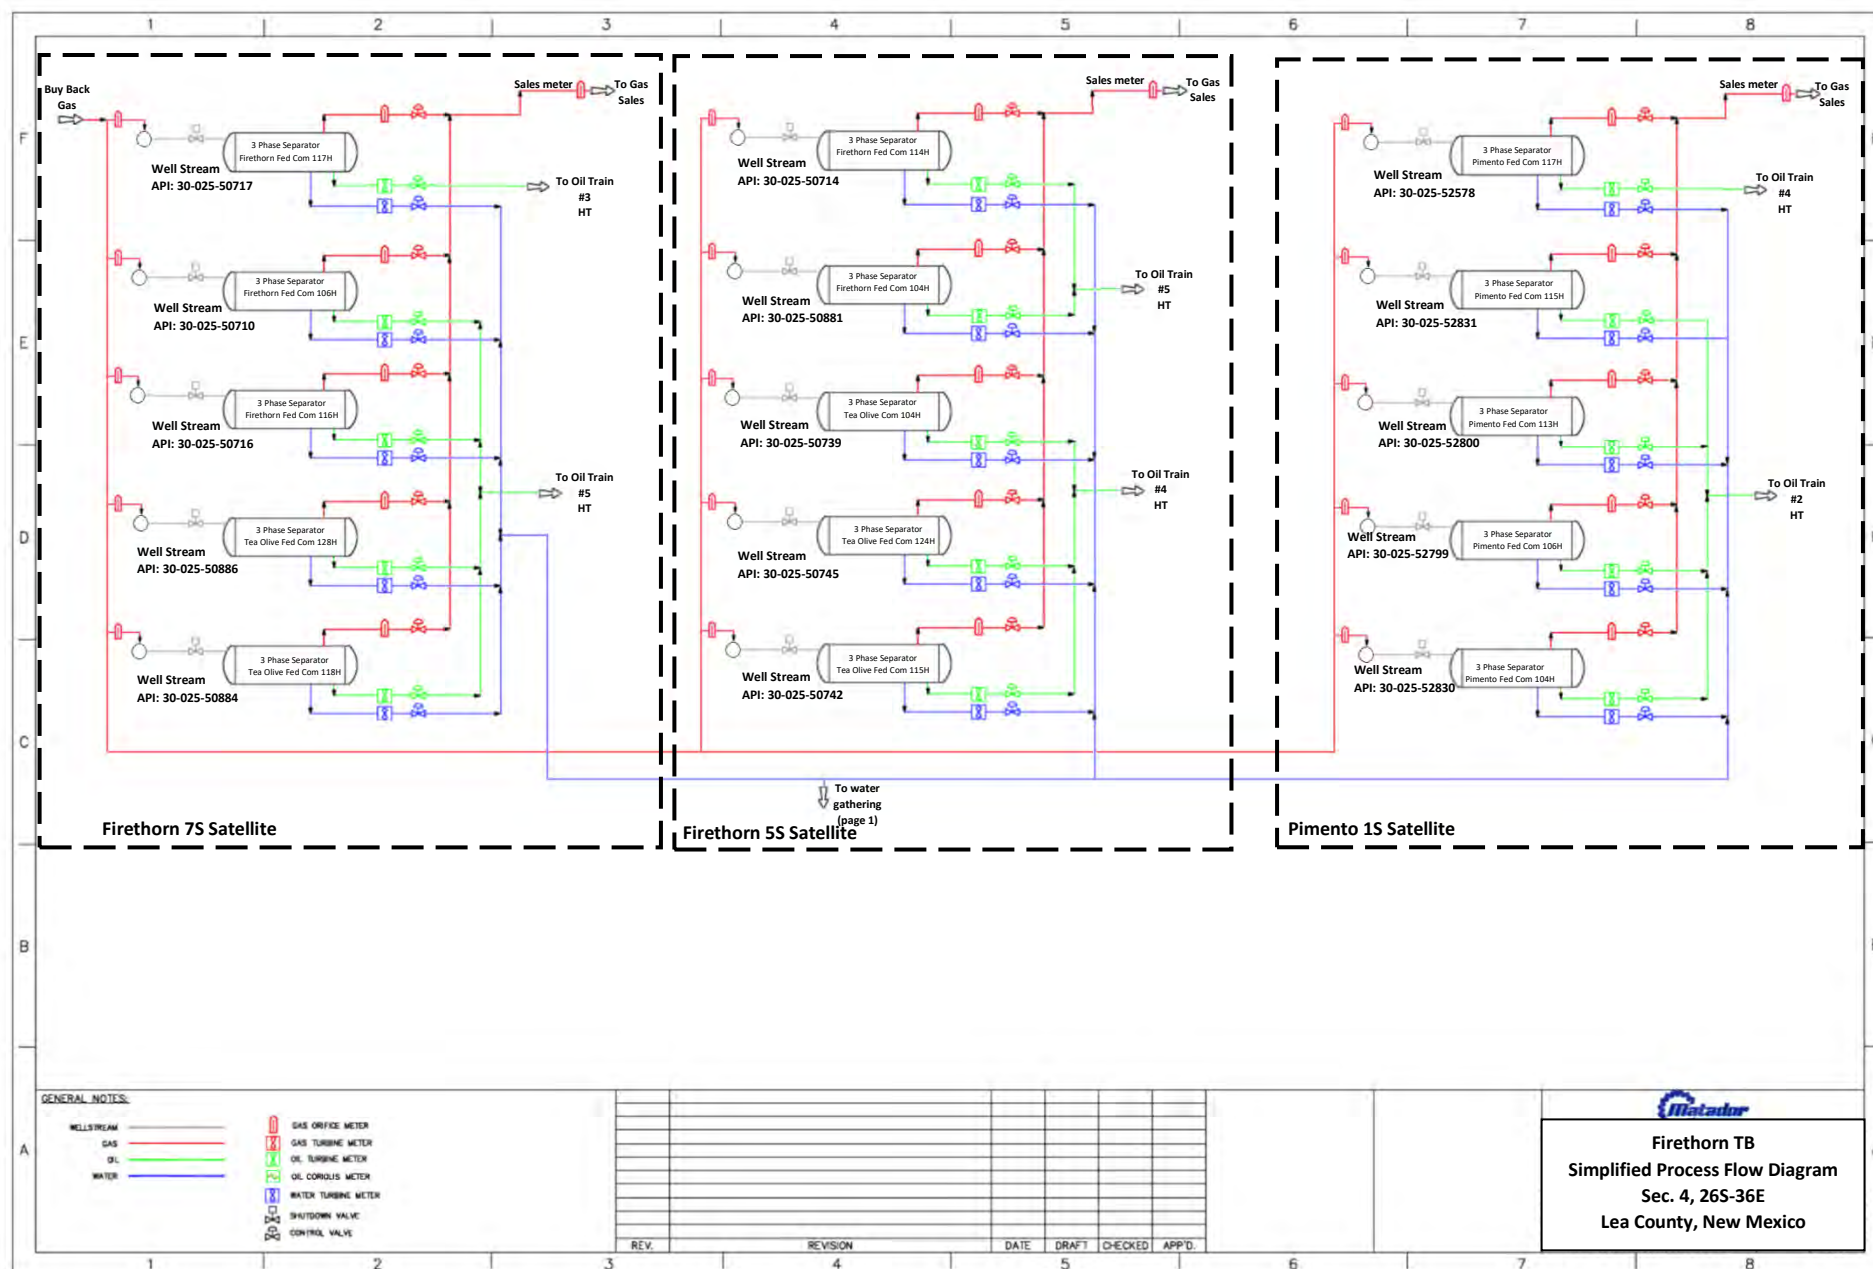 1 2 3 4 5 6 7 8
F
E
D
C
B
A
Buy Back
Gas
Sales meter
To Gas
Sales
3 Phase Separator
Firethorn Fed Com 117H
Well Stream
API: 30-025-50717
To Oil Train
#3
HT
3 Phase Separator
Firethorn Fed Com 106H
Well Stream
API: 30-025-50710
3 Phase Separator
Firethorn Fed Com 116H
Well Stream
API: 30-025-50716
To Oil Train
#5
HT
3 Phase Separator
Tea Olive Fed Com 128H
Well Stream
API: 30-025-50886
3 Phase Separator
Tea Olive Fed Com 118H
Well Stream
API: 30-025-50884
Firethorn 7S Satellite
Sales meter
To Gas
Sales
3 Phase Separator
Firethorn Fed Com 114H
Well Stream
API: 30-025-50714
3 Phase Separator
Firethorn Fed Com 104H
Well Stream
API: 30-025-50881
To Oil Train
#5
HT
3 Phase Separator
Tea Olive Com 104H
Well Stream
API: 30-025-50739
To Oil Train
#4
HT
3 Phase Separator
Tea Olive Fed Com 124H
Well Stream
API: 30-025-50745
3 Phase Separator
Tea Olive Fed Com 115H
Well Stream
API: 30-025-50742
To water
gathering
(page 1)
Firethorn 5S Satellite
Sales meter
To Gas
Sales
3 Phase Separator
Pimento Fed Com 117H
Well Stream
API: 30-025-52578
To Oil Train
#4
HT
3 Phase Separator
Pimento Fed Com 115H
Well Stream
API: 30-025-52831
3 Phase Separator
Pimento Fed Com 113H
Well Stream
API: 30-025-52800
To Oil Train
#2
HT
3 Phase Separator
Pimento Fed Com 106H
Well Stream
API: 30-025-52799
3 Phase Separator
Pimento Fed Com 104H
Well Stream
API: 30-025-52830
Pimento 1S Satellite
GENERAL NOTES:
WELLSTREAM
GAS
OIL
WATER
GAS ORIFICE METER
GAS TURBINE METER
OIL TURBINE METER
OIL CORIOLIS METER
WATER TURBINE METER
SHUTDOWN VALVE
CONTROL VALVE
REV. REVISION DATE DRAFT CHECKED APP'D.
Matador
Firethorn TB
Simplified Process Flow Diagram
Sec. 4, 26S-36E
Lea County, New Mexico
1 2 3 4 5 6 7 8